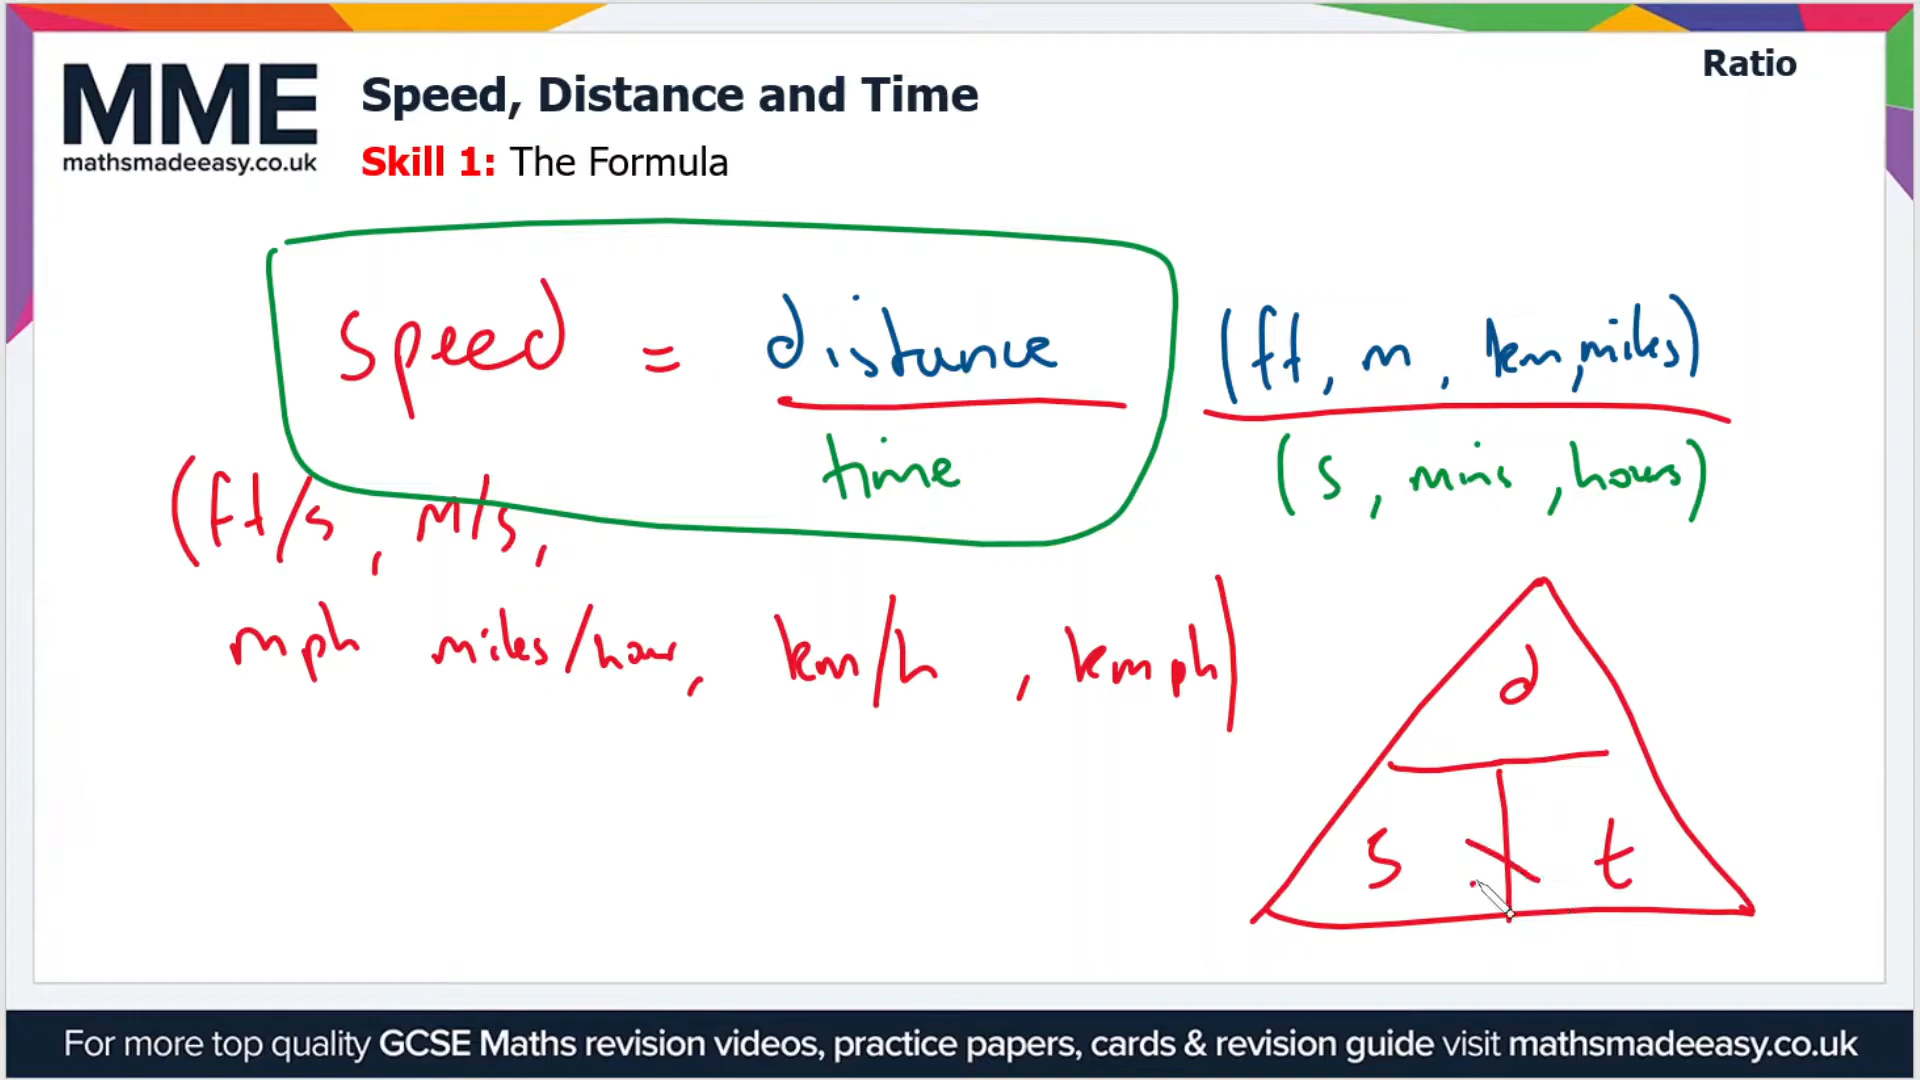 Ratio
MME
mathsmadeeasy.co.uk
Speed, Distance and Time
Skill 1: The Formula
speed = distance
time
(ft, m, km, miles)
(s, mins, hours)
(ft/s, m/s,
mph miles/hour, km/h, kmph)
d
s t
For more top quality GCSE Maths revision videos, practice papers, cards & revision guide visit mathsmadeeasy.co.uk